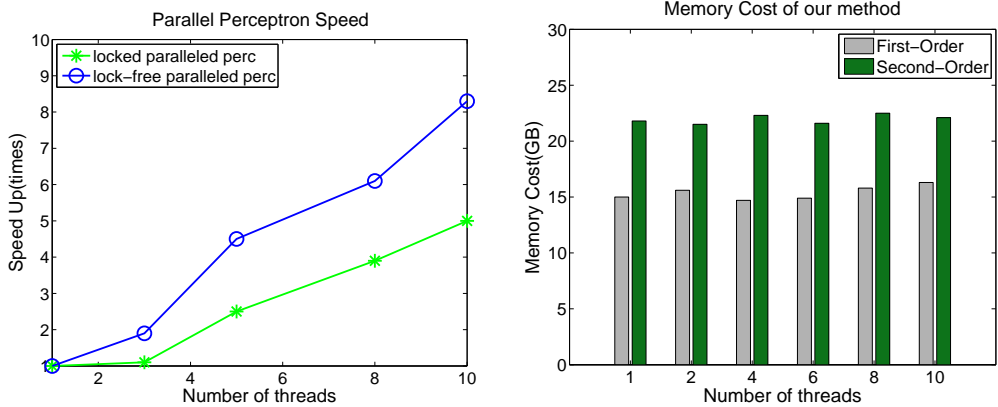 Parallel Perceptron Speed
locked paralleled perc
lock−free paralleled perc
Speed Up(times)
10
9
8
7
6
5
4
3
2
1
2 4 6 8 10
Number of threads
Memory Cost of our method
First−Order
Second−Order
Memory Cost(GB)
30
25
20
15
10
5
0
1 2 4 6 8 10
Number of threads